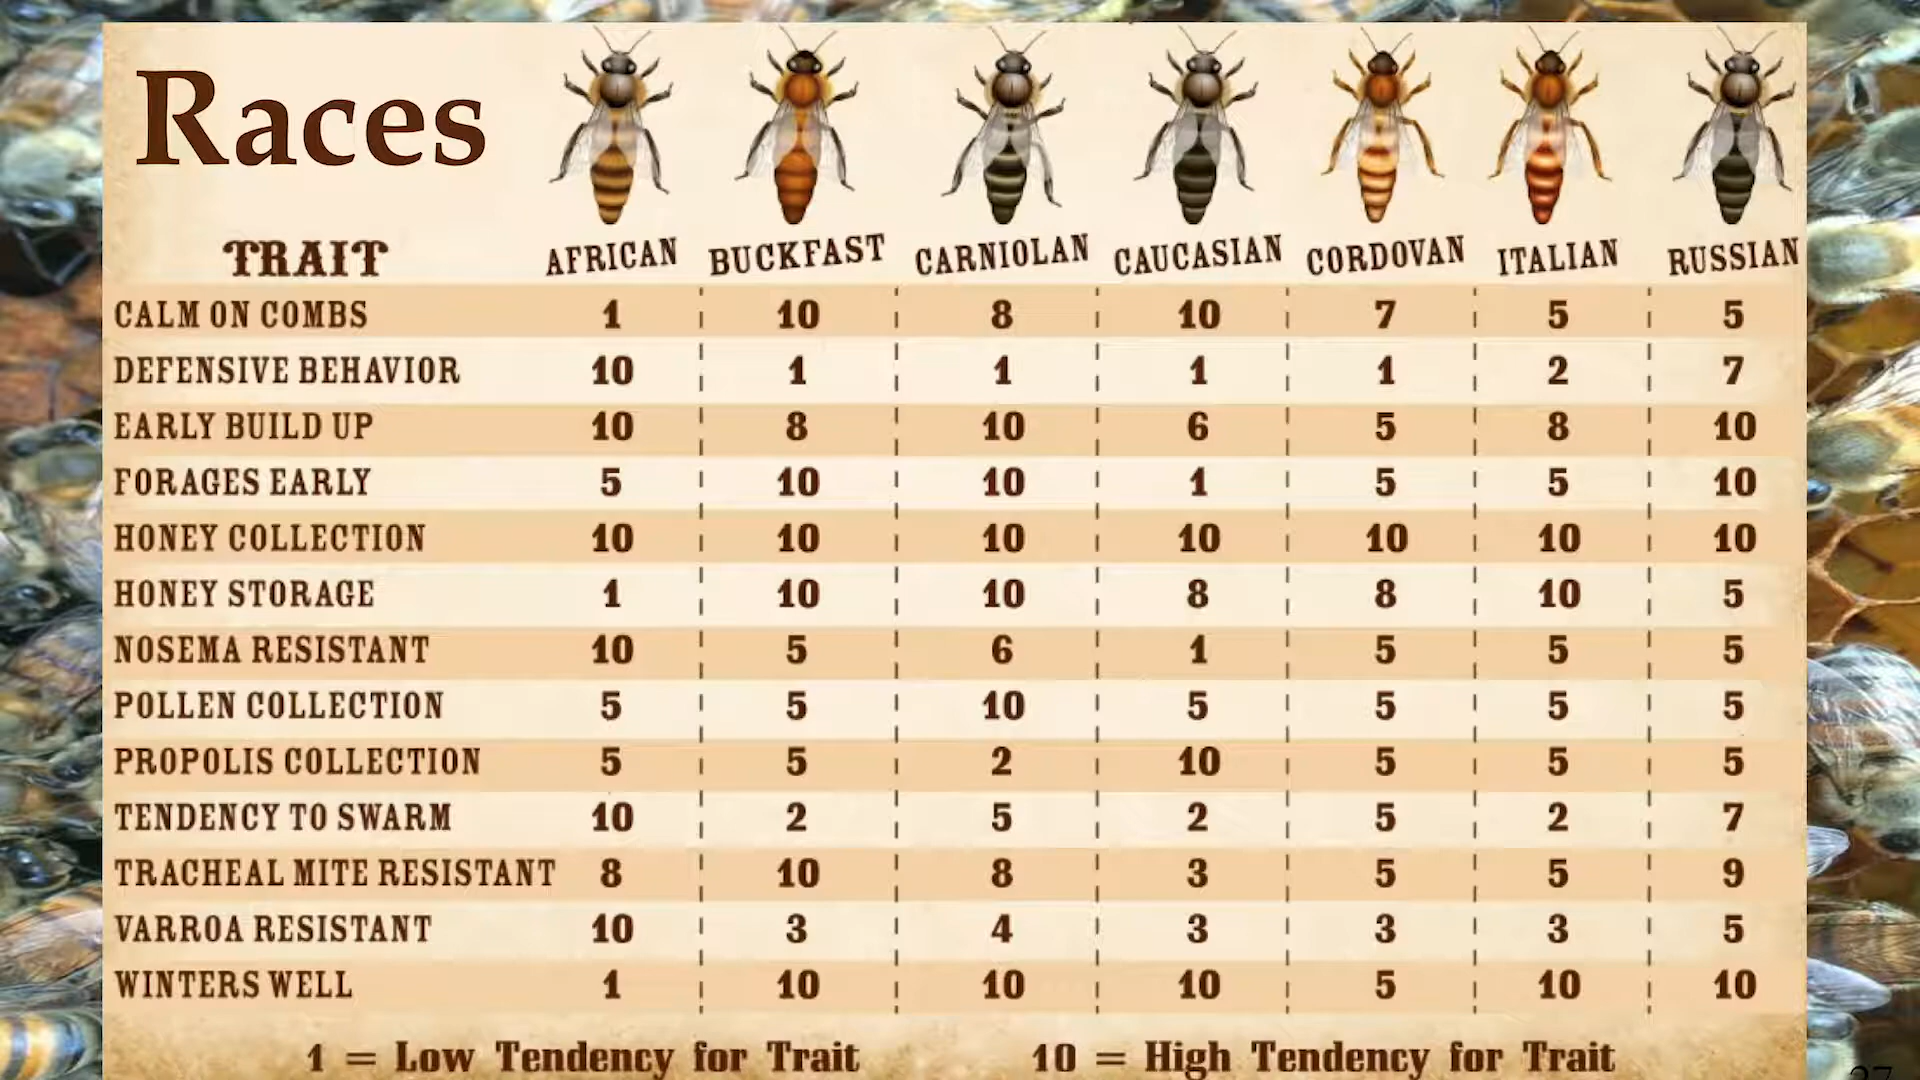 Races
TRAIT AFRICAN BUCKFAST CARNIOLAN CAUCASIAN CORDOVAN ITALIAN RUSSIAN
CALM ON COMBS 1 10 8 10 7 5 5
DEFENSIVE BEHAVIOR 10 1 1 1 1 2 7
EARLY BUILD UP 10 8 10 6 5 8 10
FORAGES EARLY 5 10 10 1 5 5 10
HONEY COLLECTION 10 10 10 10 10 10 10
HONEY STORAGE 1 10 10 8 8 10 5
NOSEMA RESISTANT 10 5 6 1 5 5 5
POLLEN COLLECTION 5 5 10 5 5 5 5
PROPOLIS COLLECTION 5 5 2 10 5 5 5
TENDENCY TO SWARM 10 2 5 2 5 2 7
TRACHEAL MITE RESISTANT 8 10 8 3 5 5 9
VARROA RESISTANT 10 3 4 3 3 3 5
WINTERS WELL 1 10 10 10 5 10 10
1 = Low Tendency for Trait 10 = High Tendency for Trait